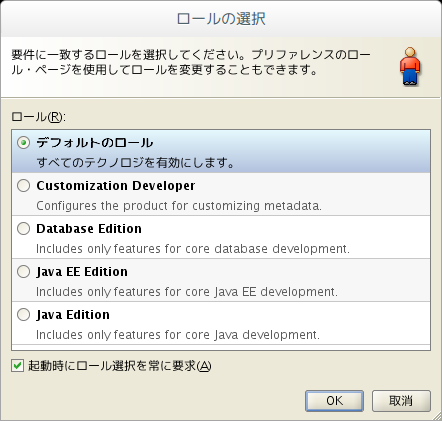 ロールの選択
要件に一致するロールを選択してください。プリファレンスのロー
ル・ページを使用してロールを変更することもできます。
ロール(R):
デフォルトのロール
すべてのテクノロジを有効にします。
Customization Developer
Configures the product for customizing metadata.
Database Edition
Includes only features for core database development.
Java EE Edition
Includes only features for core Java EE development.
Java Edition
Includes only features for core Java development.
起動時にロール選択を常に要求(A)
OK
取消